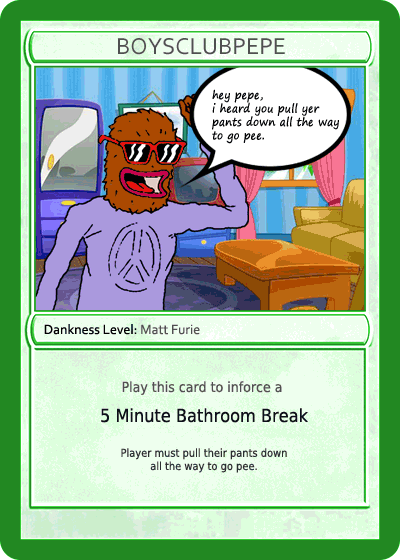 BOYSCLUBPEPE
hey pepe,
i heard you pull yer
pants down all the way
to go pee.
Dankness Level: Matt Furie
Play this card to inforce a
5 Minute Bathroom Break
Player must pull their pants down
all the way to go pee.